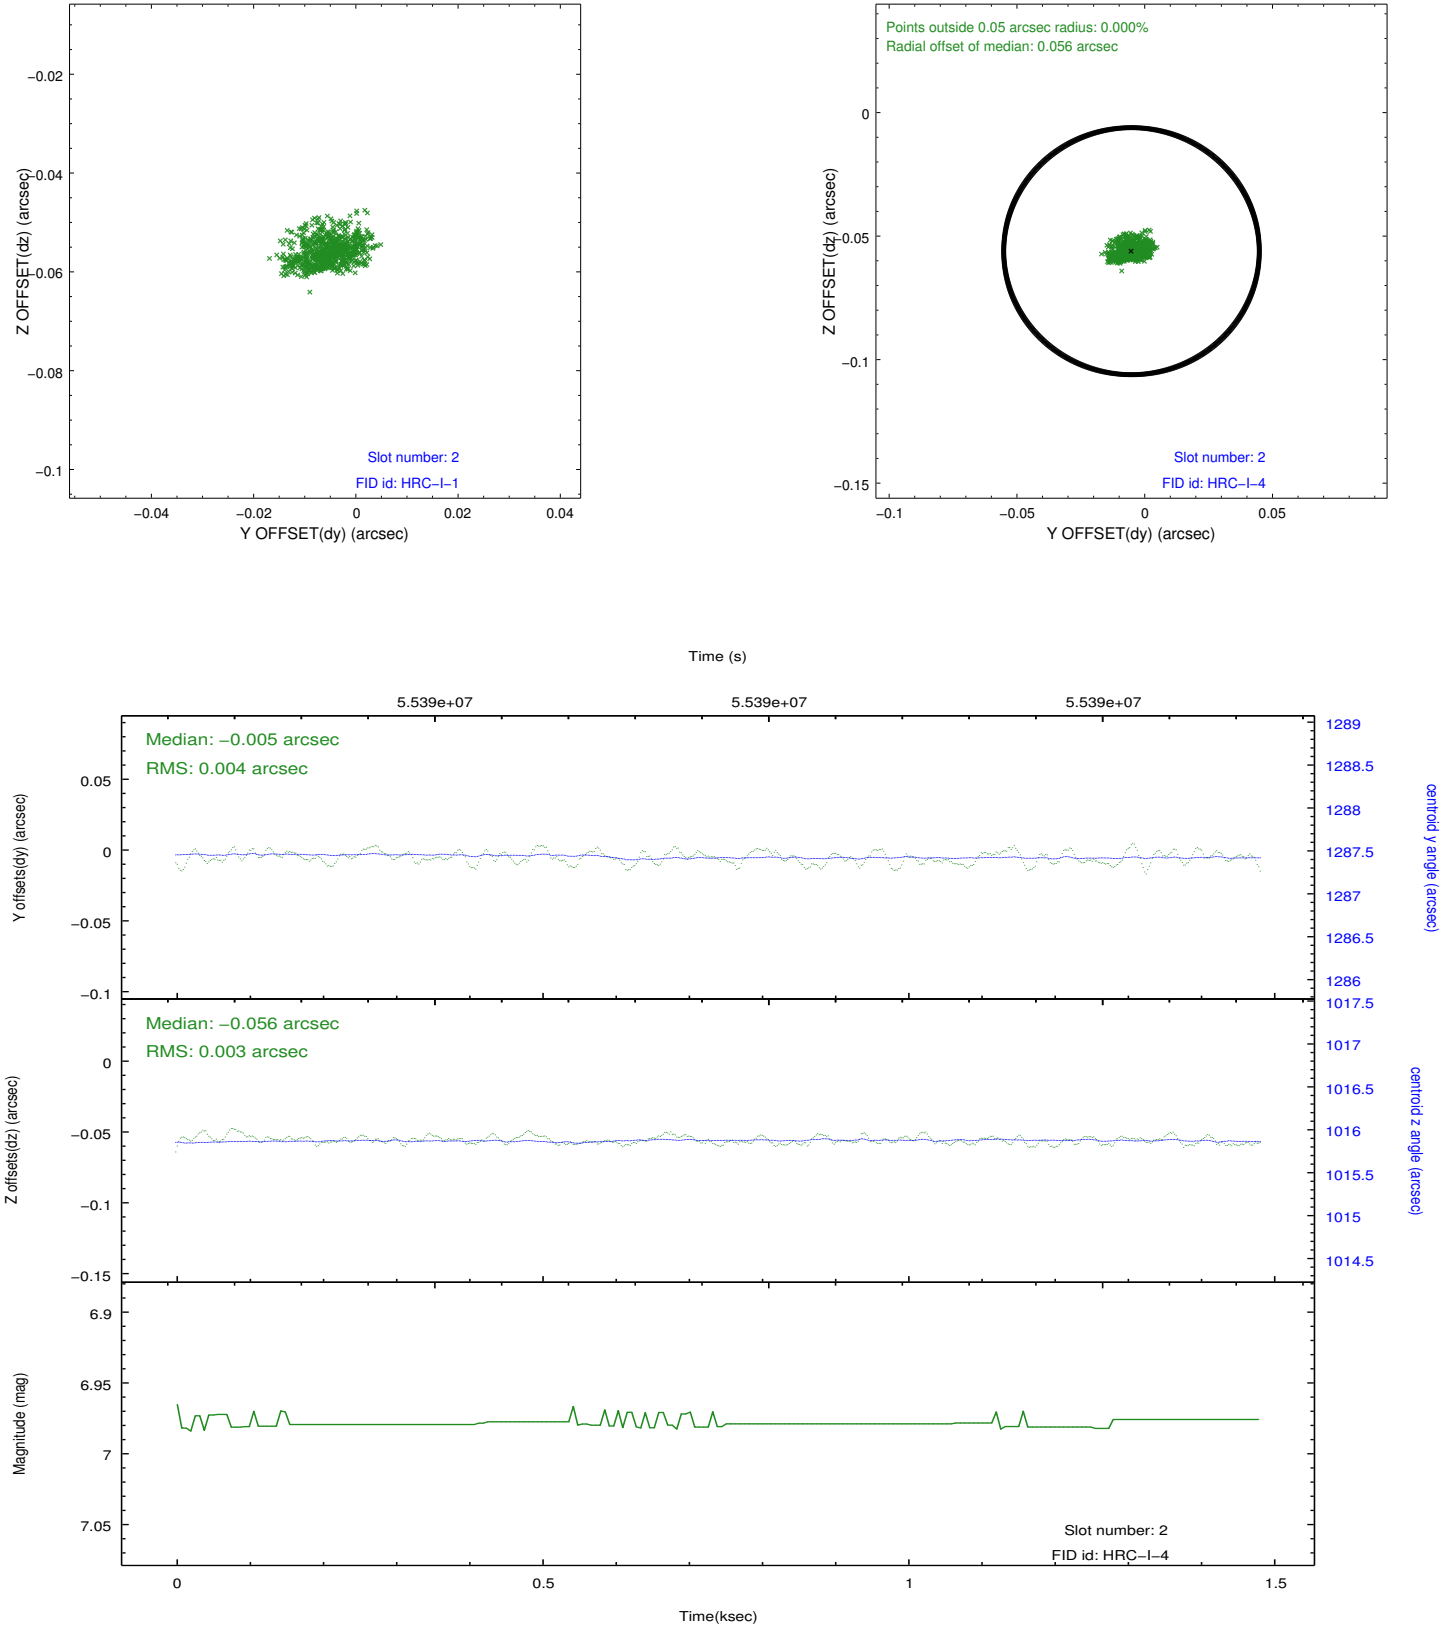 Z OFFSET(dz) (arcsec)
−0.02
−0.04
−0.06
−0.08
−0.1
Slot number: 2
FID id: HRC−I−1
−0.04
−0.02
0
0.02
0.04
Y OFFSET(dy) (arcsec)
Points outside 0.05 arcsec radius: 0.000%
Radial offset of median: 0.056 arcsec
Z OFFSET(dz) (arcsec)
0
−0.05
−0.1
−0.15
Slot number: 2
FID id: HRC−I−4
−0.1
−0.05
0
0.05
Y OFFSET(dy) (arcsec)
Time (s)
5.539e+07
5.539e+07
5.539e+07
Median: −0.005 arcsec
RMS: 0.004 arcsec
Y offsets(dy) (arcsec)
0.05
0
−0.05
−0.1
1289
1288.5
1288
1287.5
1287
1286.5
1286
centroid y angle (arcsec)
Median: −0.056 arcsec
RMS: 0.003 arcsec
Z offsets(dz) (arcsec)
0
−0.05
−0.1
−0.15
1017.5
1017
1016.5
1016
1015.5
1015
1014.5
centroid z angle (arcsec)
Magnitude (mag)
6.9
6.95
7
7.05
Slot number: 2
FID id: HRC−I−4
0
0.5
1
1.5
Time(ksec)